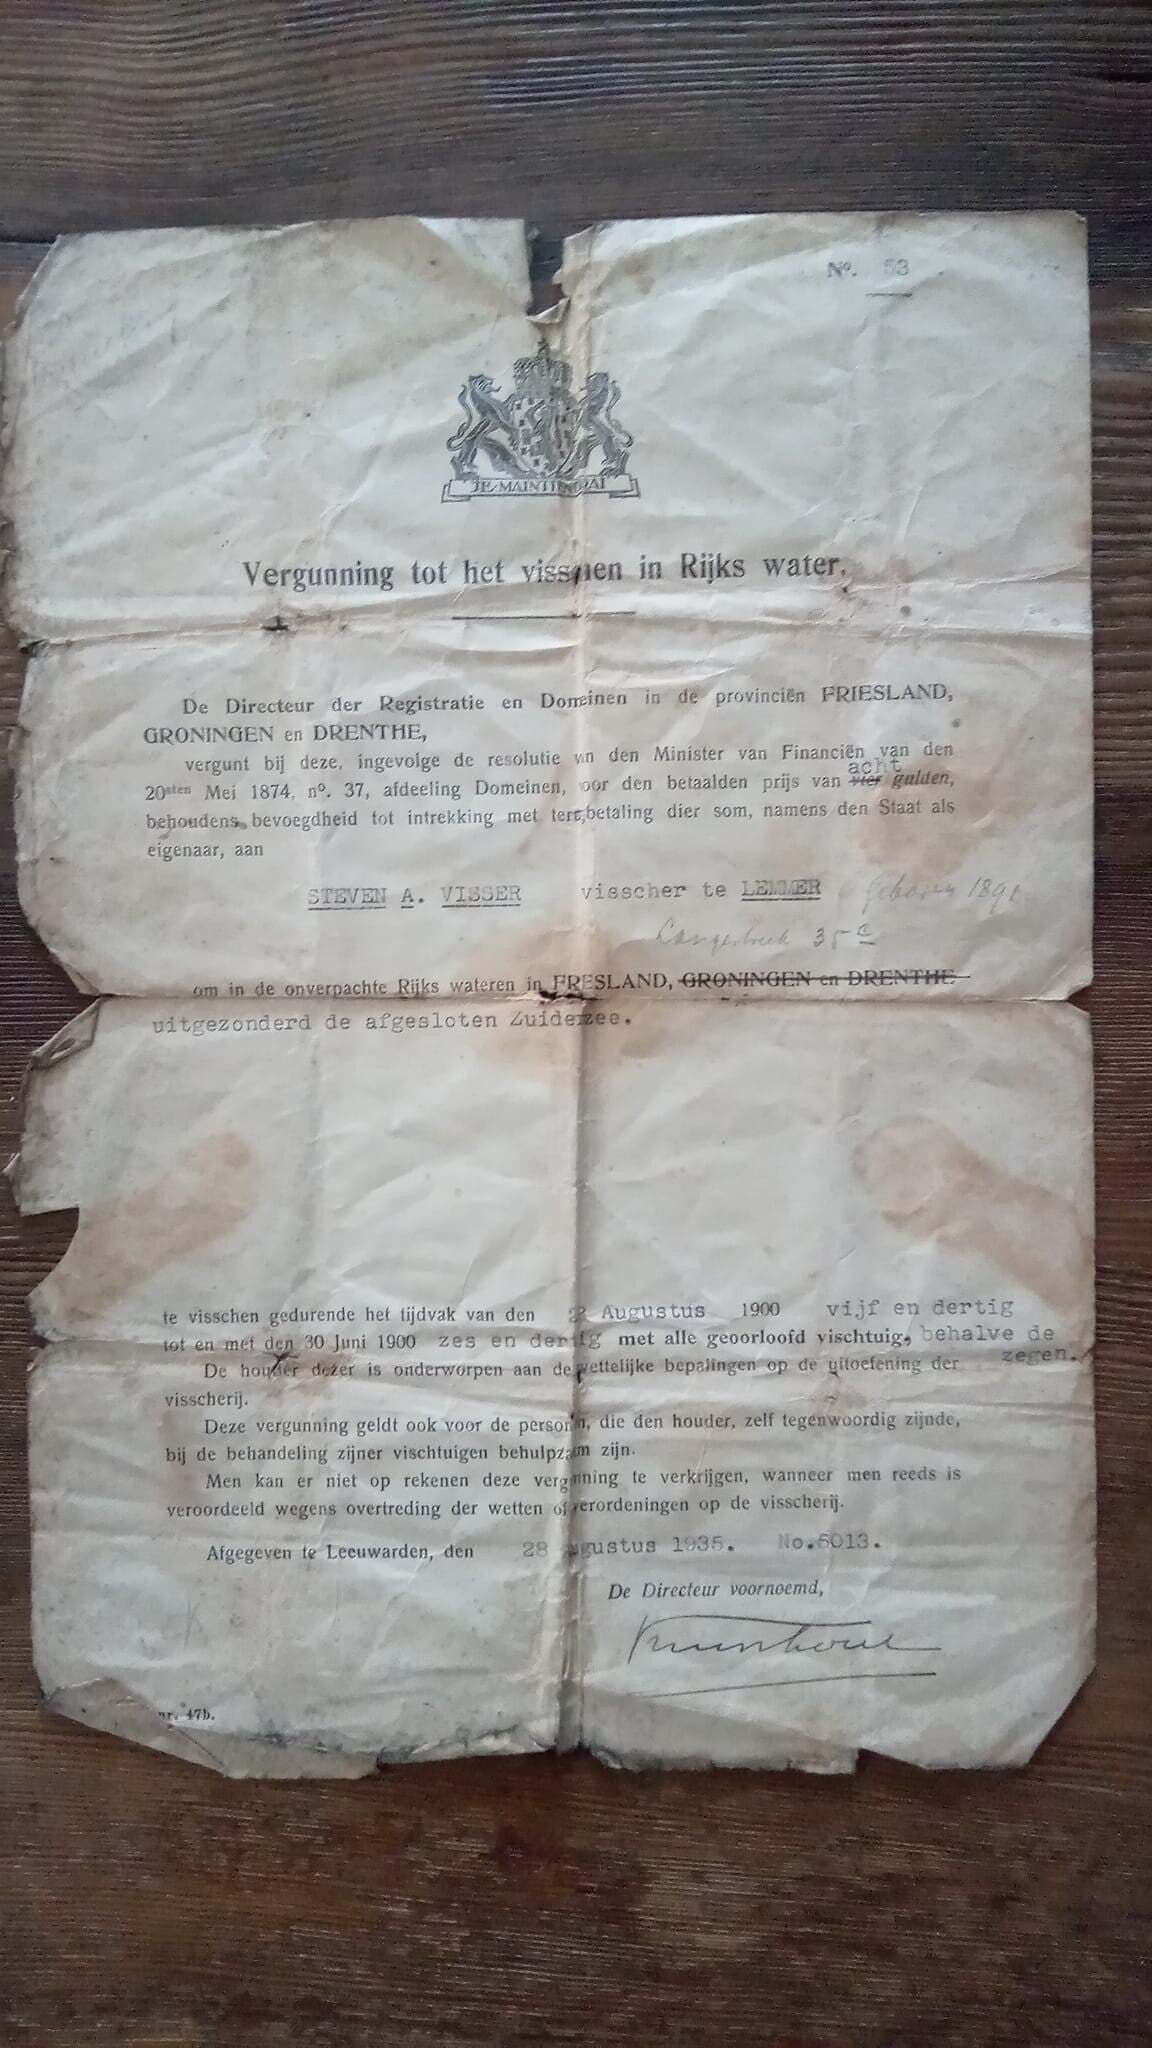 Nº. 53
JE MAINTIENDRAI
Vergunning tot het visschen in Rijks water.
De Directeur der Registratie en Domeinen in de provinciën FRIESLAND,
GRONINGEN en DRENTHE,
vergunt bij deze, ingevolge de resolutie van den Minister van Financiën van den
acht
20sten Mei 1874, nº. 37, afdeeling Domeinen, voor den betaalden prijs van vier gulden,
behoudens bevoegdheid tot intrekking met terugbetaling dier som, namens den Staat als
eigenaar, aan
STEVEN A. VISSER visscher te LEMMER geboren
35 c
om in de onverpachte Rijks wateren in FRIESLAND, GRONINGEN en DRENTHE
uitgezonderd de afgesloten Zuiderzee.
te visschen gedurende het tijdvak van den Augustus 1900 vijf en dertig
tot en met den 30 Juni 1900 zes en dertig met alle geoorloofd vischtuig, behalve de
zegen.
De houder dezer is onderworpen aan de wettelijke bepalingen op de uitoefening der
visscherij.
Deze vergunning geldt ook voor de personen, die den houder, zelf tegenwoordig zijnde,
bij de behandeling zijner vischtuigen behulpzaam zijn.
Men kan er niet op rekenen deze vergunning te verkrijgen, wanneer men reeds is
veroordeeld wegens overtreding der wetten of verordeningen op de visscherij.
Afgegeven te Leeuwarden, den 28 Augustus 1935. No.5013.
De Directeur voornoemd,
nr. 47b.